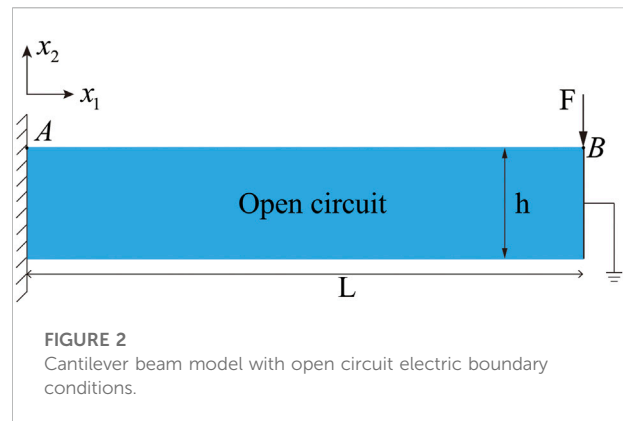 x₂
x₁
A
F
B
Open circuit
h
L
FIGURE 2
Cantilever beam model with open circuit electric boundary
conditions.